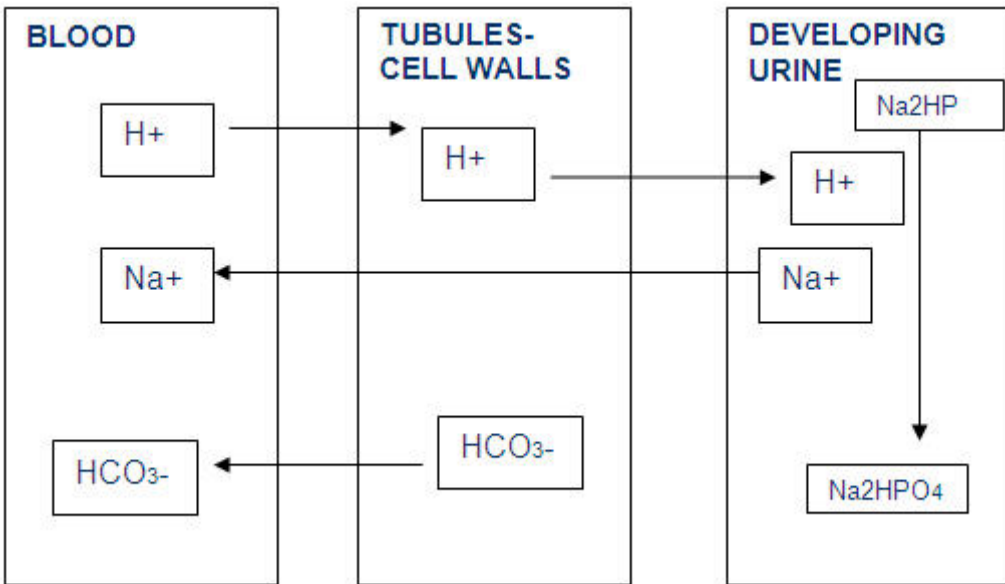 BLOOD
H+
Na+
HCO3-
TUBULES-
CELL WALLS
H+
HCO3-
DEVELOPING
URINE
Na2HP
H+
Na+
Na2HPO4